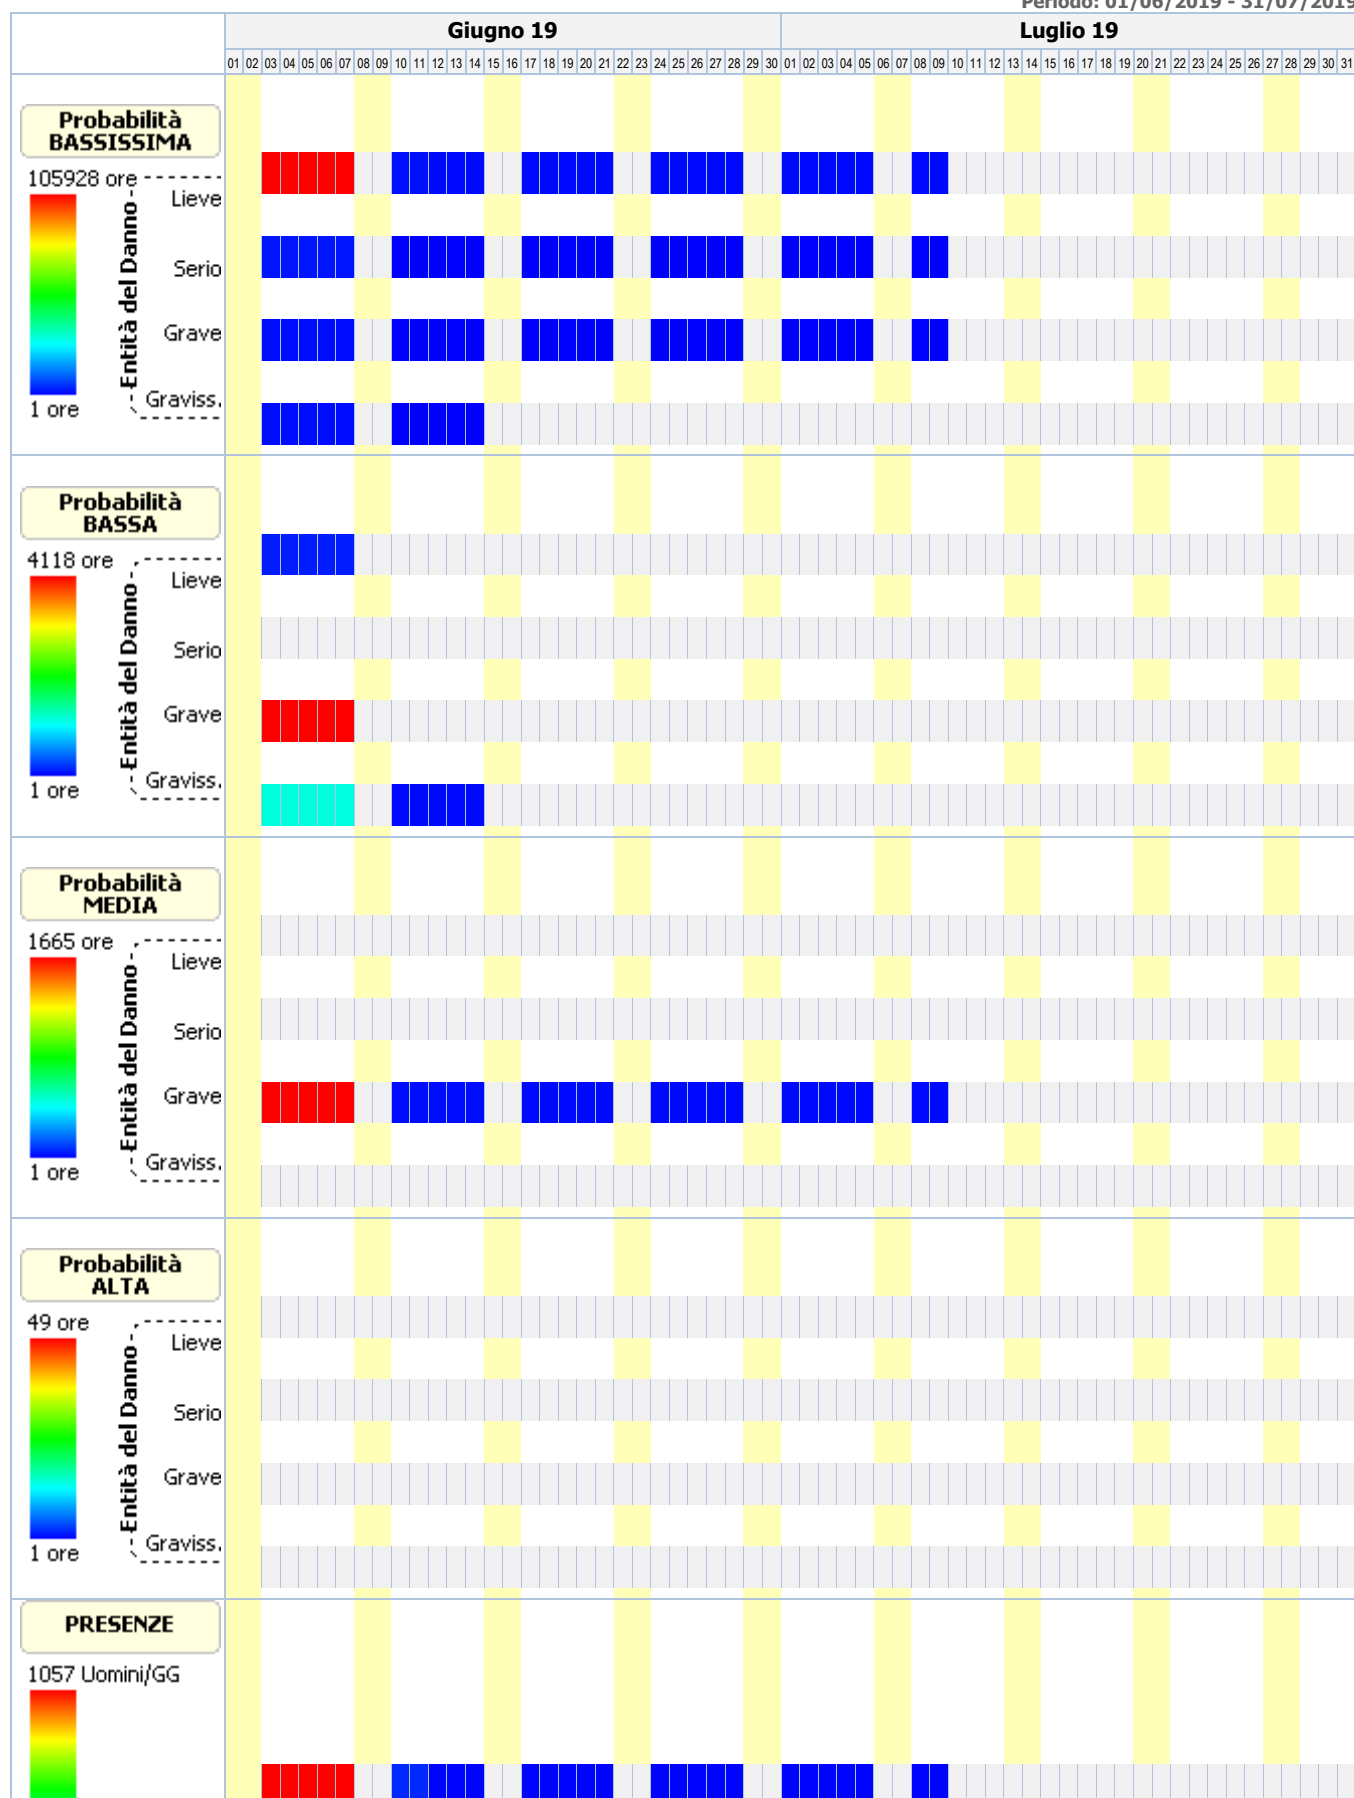 Periodo: 01/06/2019 - 31/07/2019
Giugno 19 Luglio 19
01 02 03 04 05 06 07 08 09 10 11 12 13 14 15 16 17 18 19 20 21 22 23 24 25 26 27 28 29 30 01 02 03 04 05 06 07 08 09 10 11 12 13 14 15 16 17 18 19 20 21 22 23 24 25 26 27 28 29 30 31
Probabilità
BASSISSIMA
105928 ore
Lieve
Serio
Entità del Danno
Grave
Graviss.
1 ore
Probabilità
BASSA
4118 ore
Lieve
Serio
Entità del Danno
Grave
Graviss.
1 ore
Probabilità
MEDIA
1665 ore
Lieve
Serio
Entità del Danno
Grave
Graviss.
1 ore
Probabilità
ALTA
49 ore
Lieve
Serio
Entità del Danno
Grave
Graviss.
1 ore
PRESENZE
1057 Uomini/GG